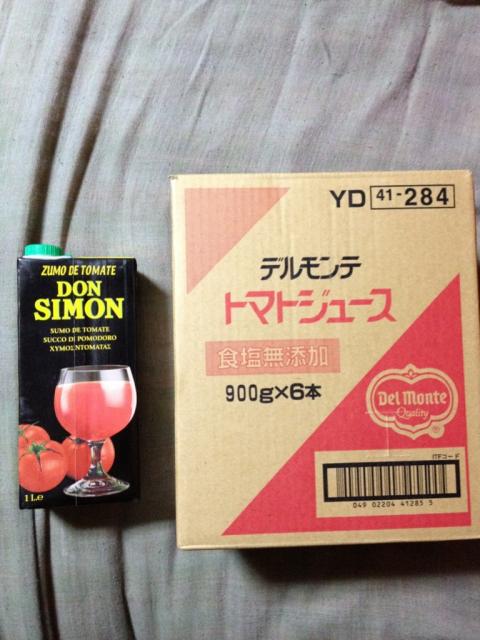 ZUMO DE TOMATE
DON
SIMON
SUMO DE TOMATE
SUCCO DI POMODORO
ΧΥΜΟΣ ΝΤΟΜΑΤΑΣ
1 L.e
YD 41-284
デルモンテ
トマトジュース
食塩無添加
900g×6本
Del Monte
Quality
®
ITFコード
049 02204 41285 5